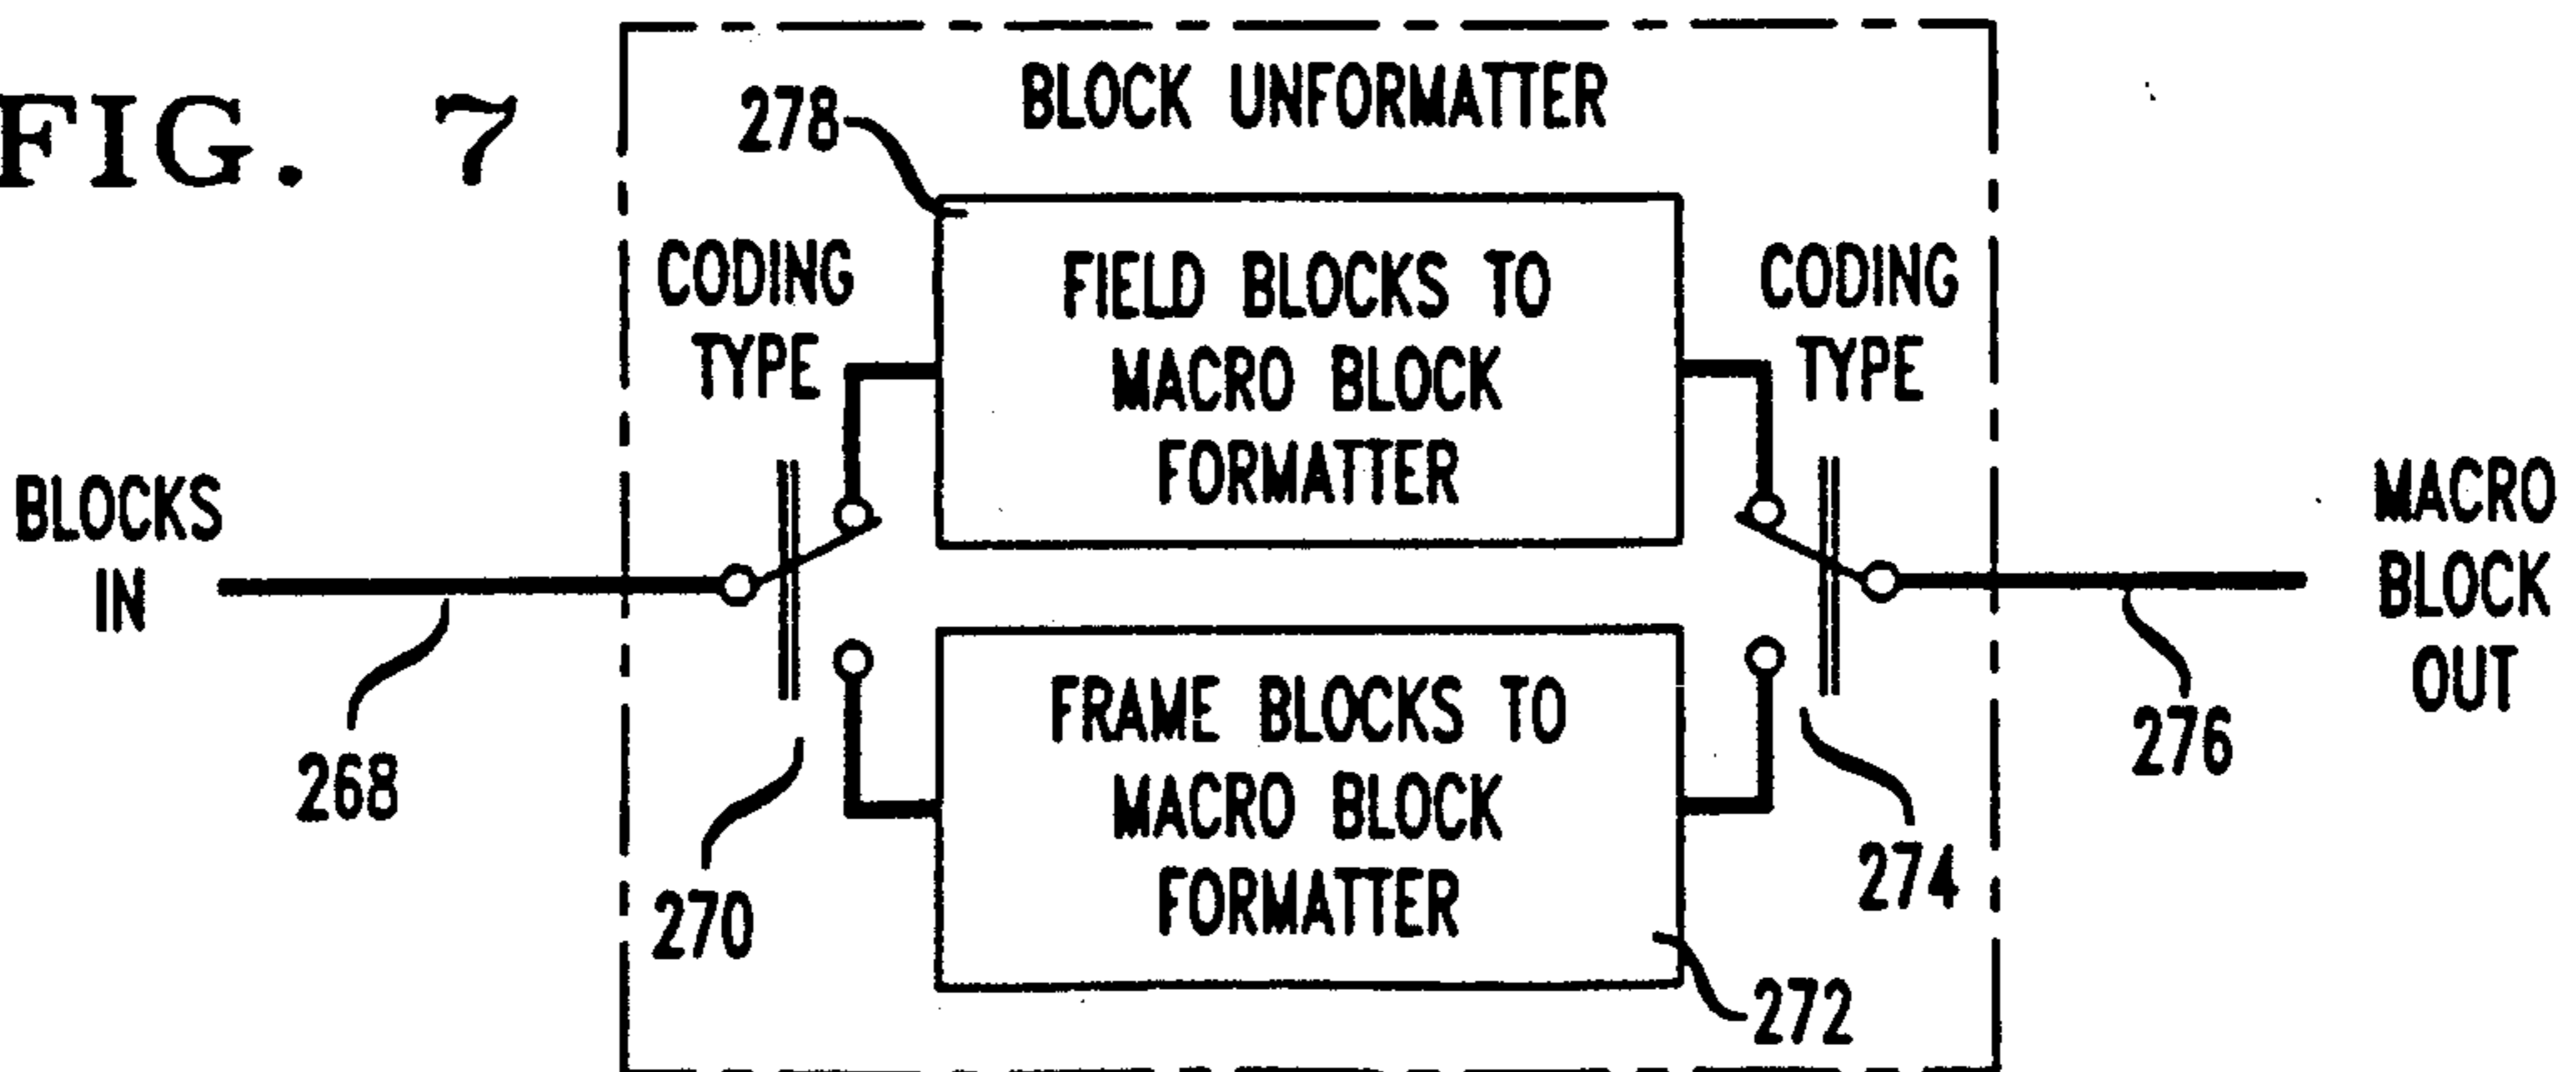 FIG. 7
BLOCK UNFORMATTER
278
CODING
TYPE
FIELD BLOCKS TO
MACRO BLOCK
FORMATTER
CODING
TYPE
BLOCKS
IN
268
270
FRAME BLOCKS TO
MACRO BLOCK
FORMATTER
272
274
276
MACRO
BLOCK
OUT